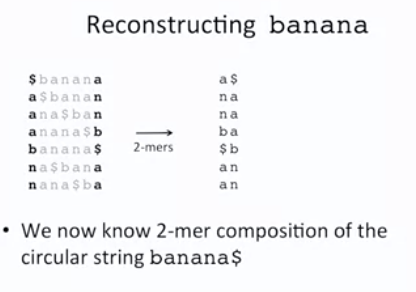 Reconstructing banana
$banana a$
a$banan na
ana$ban na
anana$b ba
banana$ 2-mers $b
na$bana an
nana$ba an
• We now know 2-mer composition of the
circular string banana$